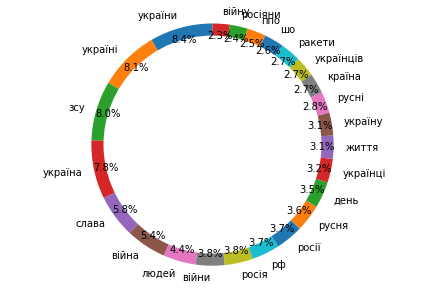 україни
8.4%
україні
8.1%
зсу
8.0%
україна
7.8%
слава
5.8%
війна
5.4%
людей
4.4%
війни
3.8%
росія
3.8%
рф
3.7%
росії
3.7%
русня
3.6%
день
3.5%
українці
3.2%
життя
3.1%
україну
3.1%
русні
2.8%
країна
2.7%
українців
2.7%
ракети
2.7%
шо
2.6%
ппо
2.5%
росіяни
2.4%
війну
2.3%